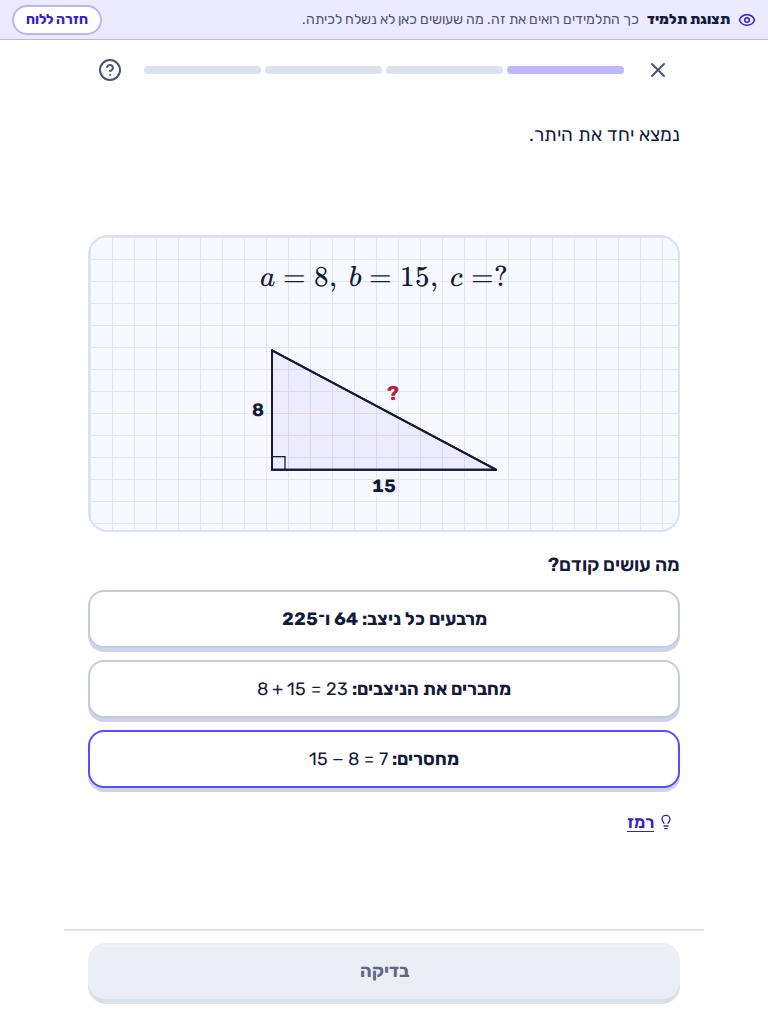 תצוגת תלמיד כך התלמידים רואים את זה. מה שעושים כאן לא נשלח לכיתה. חזרה ללוח
נמצא יחד את היתר.
a = 8, b = 15, c =?
?
8
15
מה עושים קודם?
מרבעים כל ניצב: 64 ו־225
מחברים את הניצבים: 8 + 15 = 23
מחסרים: 15 − 8 = 7
רמז
בדיקה